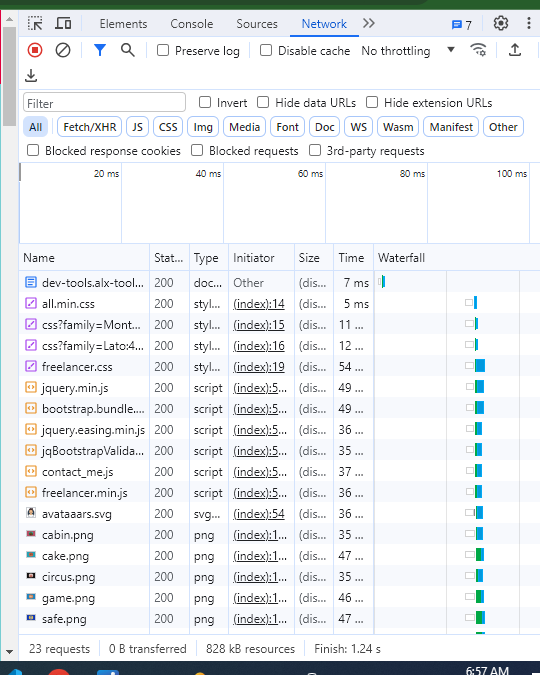 Elements Console Sources Network 7
Preserve log Disable cache No throttling
Filter Invert Hide data URLs Hide extension URLs
All Fetch/XHR JS CSS Img Media Font Doc WS Wasm Manifest Other
Blocked response cookies Blocked requests 3rd-party requests
20 ms 40 ms 60 ms 80 ms 100 ms
Name Stat... Type Initiator Size Time Waterfall
dev-tools.alx-tool... 200 doc... Other (dis... 7 ms
all.min.css 200 styl... (index):14 (dis... 5 ms
css?family=Mont... 200 styl... (index):15 (dis... 11 ...
css?family=Lato:4... 200 styl... (index):16 (dis... 12 ...
freelancer.css 200 styl... (index):19 (dis... 54 ...
jquery.min.js 200 script (index):5... (dis... 49 ...
bootstrap.bundle.... 200 script (index):5... (dis... 49 ...
jquery.easing.min.js 200 script (index):5... (dis... 36 ...
jqBootstrapValida... 200 script (index):5... (dis... 35 ...
contact_me.js 200 script (index):5... (dis... 37 ...
freelancer.min.js 200 script (index):5... (dis... 36 ...
avataaars.svg 200 svg... (index):54 (dis... 36 ...
cabin.png 200 png (index):1... (dis... 35 ...
cake.png 200 png (index):1... (dis... 47 ...
circus.png 200 png (index):1... (dis... 35 ...
game.png 200 png (index):1... (dis... 46 ...
safe.png 200 png (index):1... (dis... 47 ...
23 requests 0 B transferred 828 kB resources Finish: 1.24 s
6:57 AM